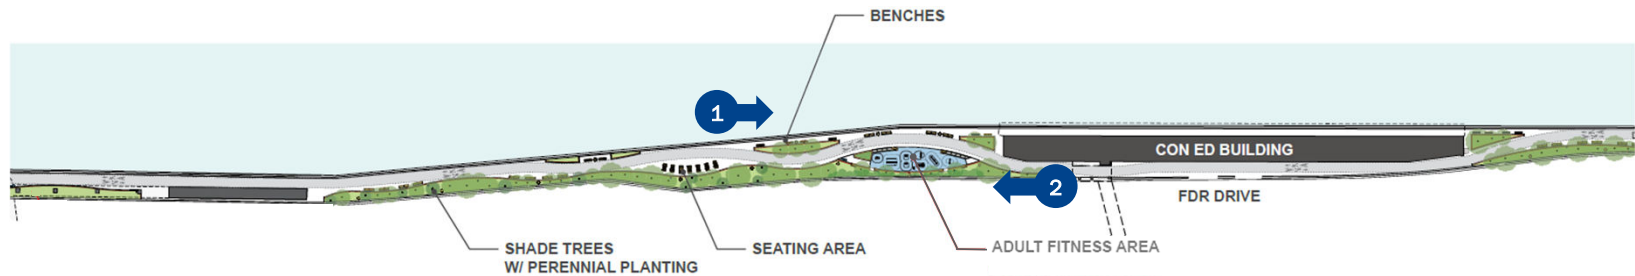 BENCHES
1
CON ED BUILDING
2
FDR DRIVE
SHADE TREES
W/ PERENNIAL PLANTING
SEATING AREA
ADULT FITNESS AREA